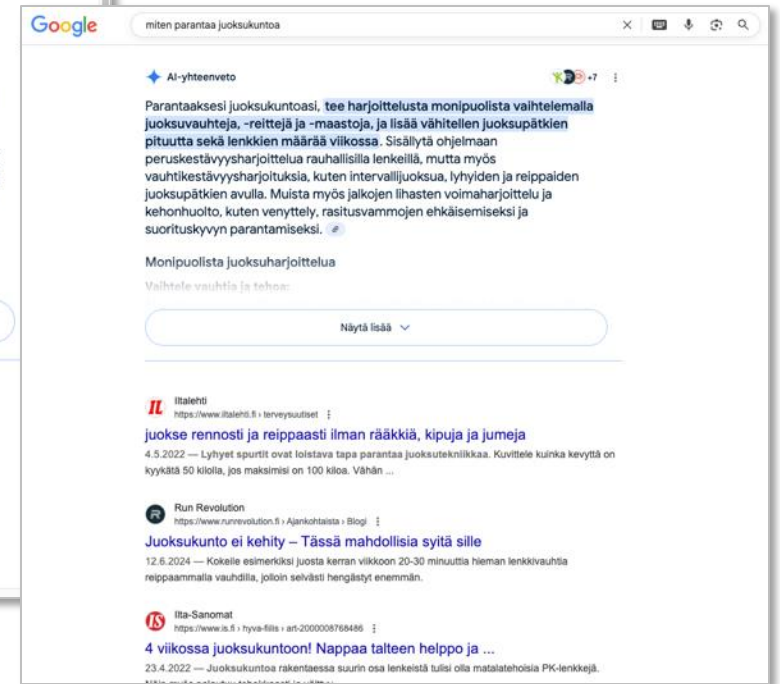 Google
miten parantaa juoksukuntoa
AI-yhteenveto
+7
Parantaaksesi juoksukuntoasi, tee harjoittelusta monipuolista vaihtelemalla
juoksuvauhteja, -reittejä ja -maastoja, ja lisää vähitellen juoksupätkien
pituutta sekä lenkkien määrää viikossa. Sisällytä ohjelmaan
peruskestävyysharjoittelua rauhallisilla lenkeillä, mutta myös
vauhtikestävyysharjoituksia, kuten intervallijuoksua, lyhyiden ja reippaiden
juoksupätkien avulla. Muista myös jalkojen lihasten voimaharjoittelu ja
kehonhuolto, kuten venyttely, rasitusvammojen ehkäisemiseksi ja
suorituskyvyn parantamiseksi.
Monipuolista juoksuharjoittelua
Vaihtele vauhtia ja tehoa:
Näytä lisää
IL
Iltalehti
https://www.iltalehti.fi › terveysuutiset
juokse rennosti ja reippaasti ilman rääkkiä, kipuja ja jumeja
4.5.2022 — Lyhyet spurtit ovat loistava tapa parantaa juoksutekniikkaa. Kuvittele kuinka kevyttä on
kyykätä 50 kilolla, jos maksimisi on 100 kiloa. Vähän ...
Run Revolution
https://www.runrevolution.fi › Ajankohtaista › Blogi
Juoksukunto ei kehity – Tässä mahdollisia syitä sille
12.6.2024 — Kokeile esimerkiksi juosta kerran viikkoon 20-30 minuuttia hieman lenkkivauhtia
reippaammalla vauhdilla, jolloin selvästi hengästyt enemmän.
IS
Ilta-Sanomat
https://www.is.fi › hyva-fiilis › art-2000008768486
4 viikossa juoksukuntoon! Nappaa talteen helppo ja ...
23.4.2022 — Juoksukuntoa rakentaessa suurin osa lenkeistä tulisi olla matalatehoisia PK-lenkkejä.